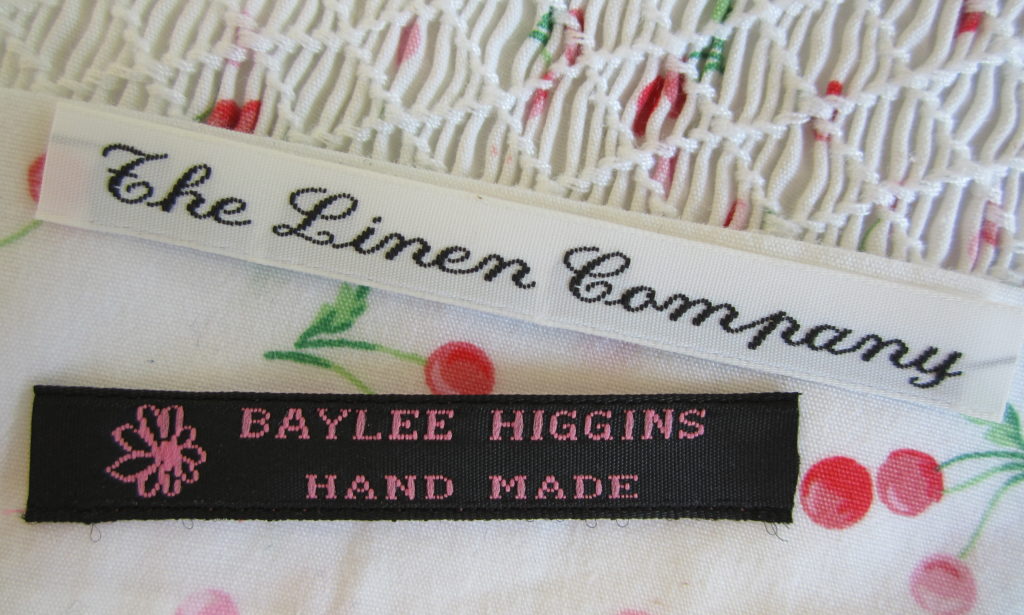 The Linen Company
BAYLEE HIGGINS
HAND MADE